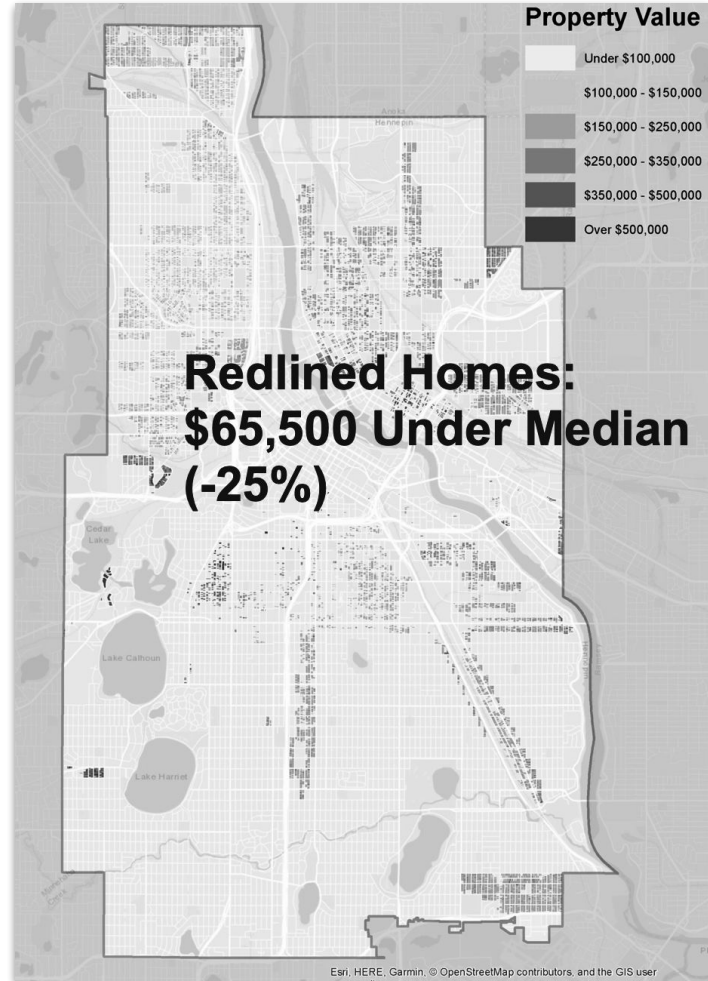 Property Value
Under $100,000
$100,000 - $150,000
$150,000 - $250,000
$250,000 - $350,000
$350,000 - $500,000
Over $500,000
Anoka
Hennepin
Redlined Homes:
$65,500 Under Median
(-25%)
Cedar
Lake
Lake Calhoun
Lake Harriet
Creek
Esri, HERE, Garmin, © OpenStreetMap contributors, and the GIS user